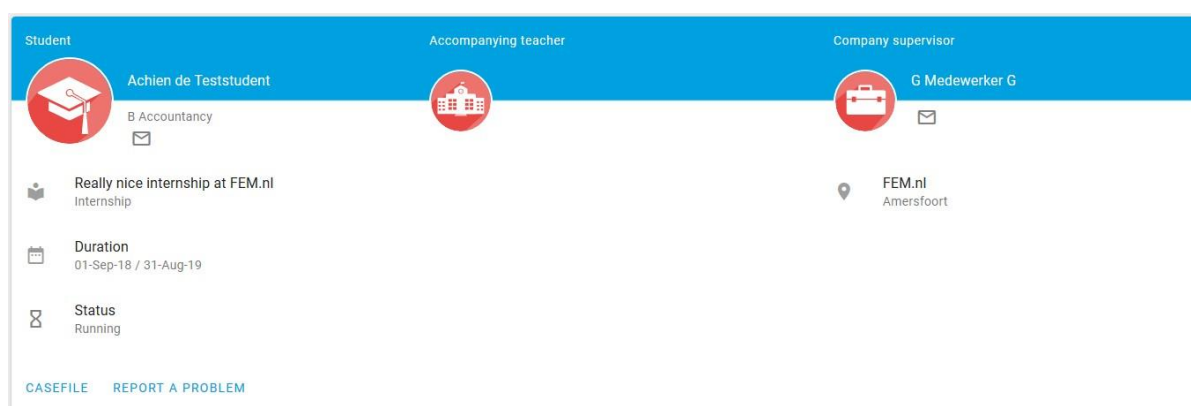 Student
Accompanying teacher
Company supervisor
Achien de Teststudent
G Medewerker G
B Accountancy
Really nice internship at FEM.nl
Internship
FEM.nl
Amersfoort
Duration
01-Sep-18 / 31-Aug-19
Status
Running
CASEFILE
REPORT A PROBLEM